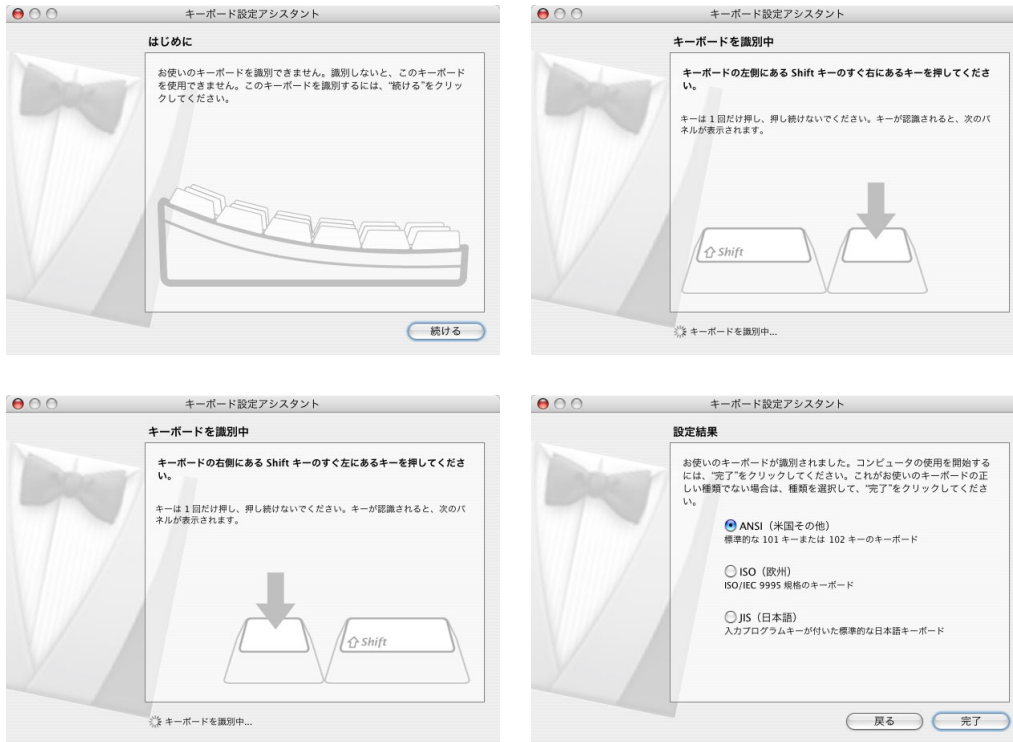 キーボード設定アシスタント
はじめに
お使いのキーボードを識別できません。識別しないと、このキーボード
を使用できません。このキーボードを識別するには、“続ける”をクリッ
クしてください。
続ける
キーボード設定アシスタント
キーボードを識別中
キーボードの左側にある Shift キーのすぐ右にあるキーを押してくださ
い。
キーは 1 回だけ押し、押し続けないでください。キーが認識されると、次のパ
ネルが表示されます。
Shift
キーボードを識別中...
キーボード設定アシスタント
キーボードを識別中
キーボードの右側にある Shift キーのすぐ左にあるキーを押してくださ
い。
キーは 1 回だけ押し、押し続けないでください。キーが認識されると、次のパ
ネルが表示されます。
Shift
キーボードを識別中...
キーボード設定アシスタント
設定結果
お使いのキーボードが識別されました。コンピュータの使用を開始する
には、“完了”をクリックしてください。これがお使いのキーボードの正
しい種類でない場合は、種類を選択して、“完了”をクリックしてくださ
い。
ANSI（米国その他）
標準的な 101 キーまたは 102 キーのキーボード
ISO（欧州）
ISO/IEC 9995 規格のキーボード
JIS（日本語）
入力プログラムキーが付いた標準的な日本語キーボード
戻る
完了